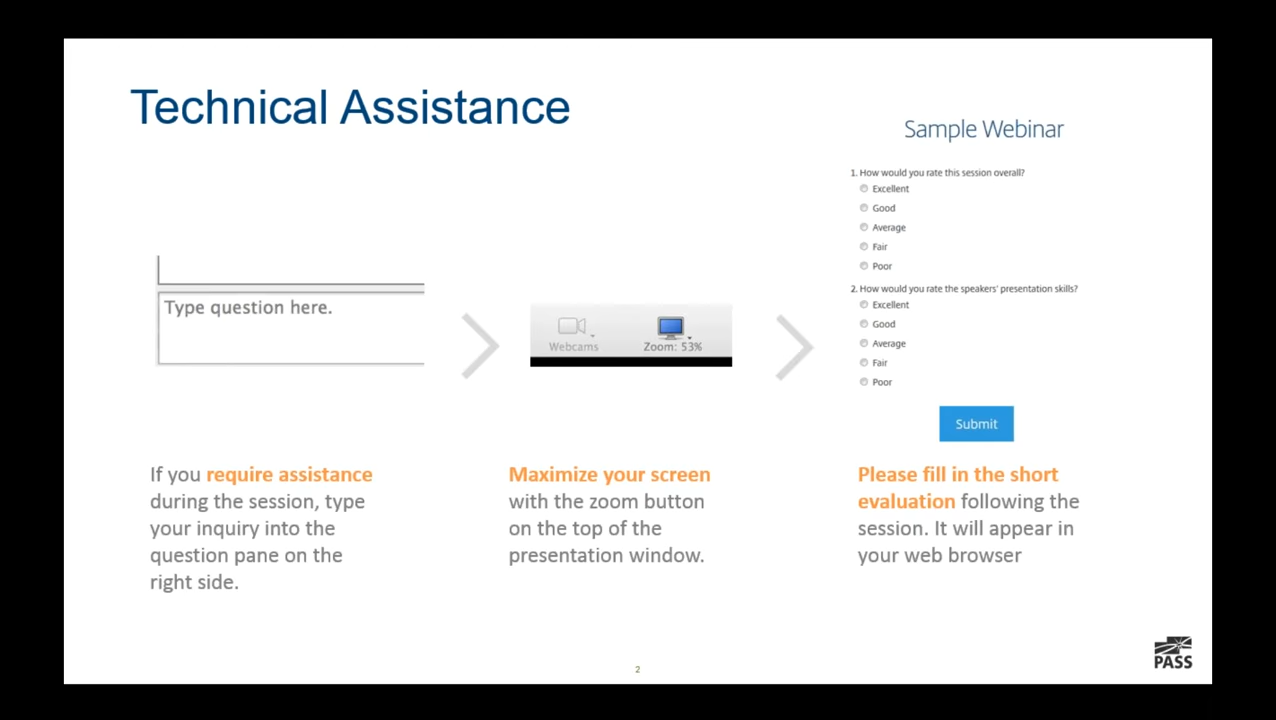 Technical Assistance
Type question here.
If you require assistance
during the session, type
your inquiry into the
question pane on the
right side.
Webcams
Zoom: 53%
Maximize your screen
with the zoom button
on the top of the
presentation window.
Sample Webinar
1. How would you rate this session overall?
Excellent
Good
Average
Fair
Poor
2. How would you rate the speakers' presentation skills?
Excellent
Good
Average
Fair
Poor
Submit
Please fill in the short
evaluation following the
session. It will appear in
your web browser
2
PASS